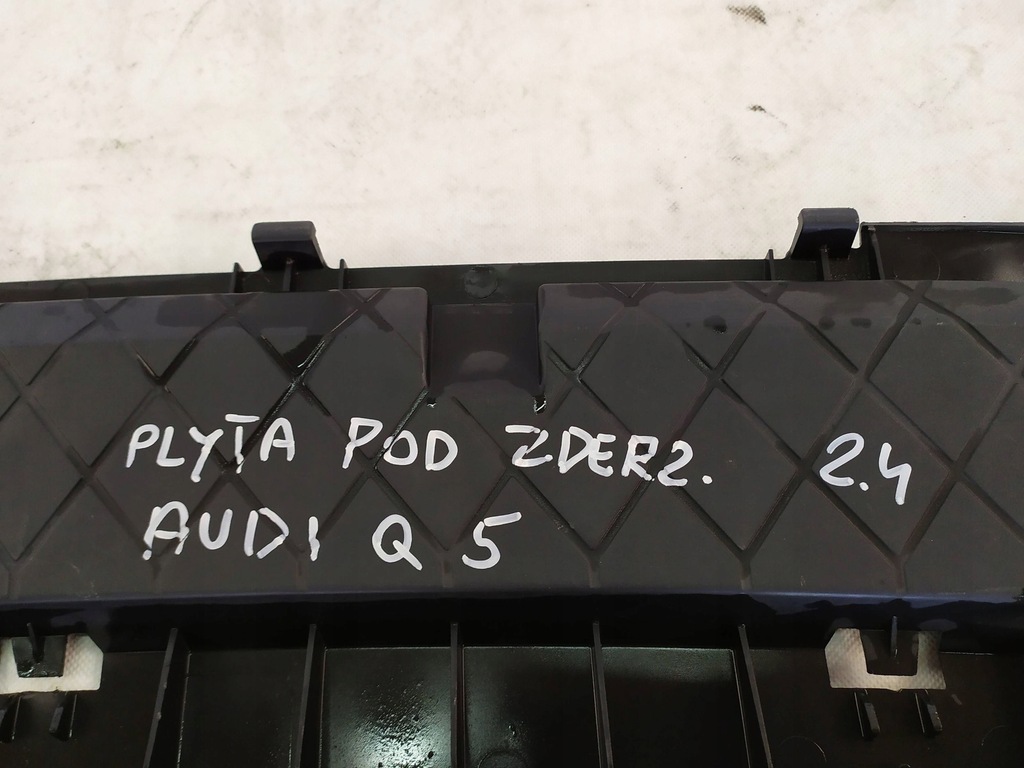 PLYTA POD ZDERZ. 2.4
AUDI Q 5